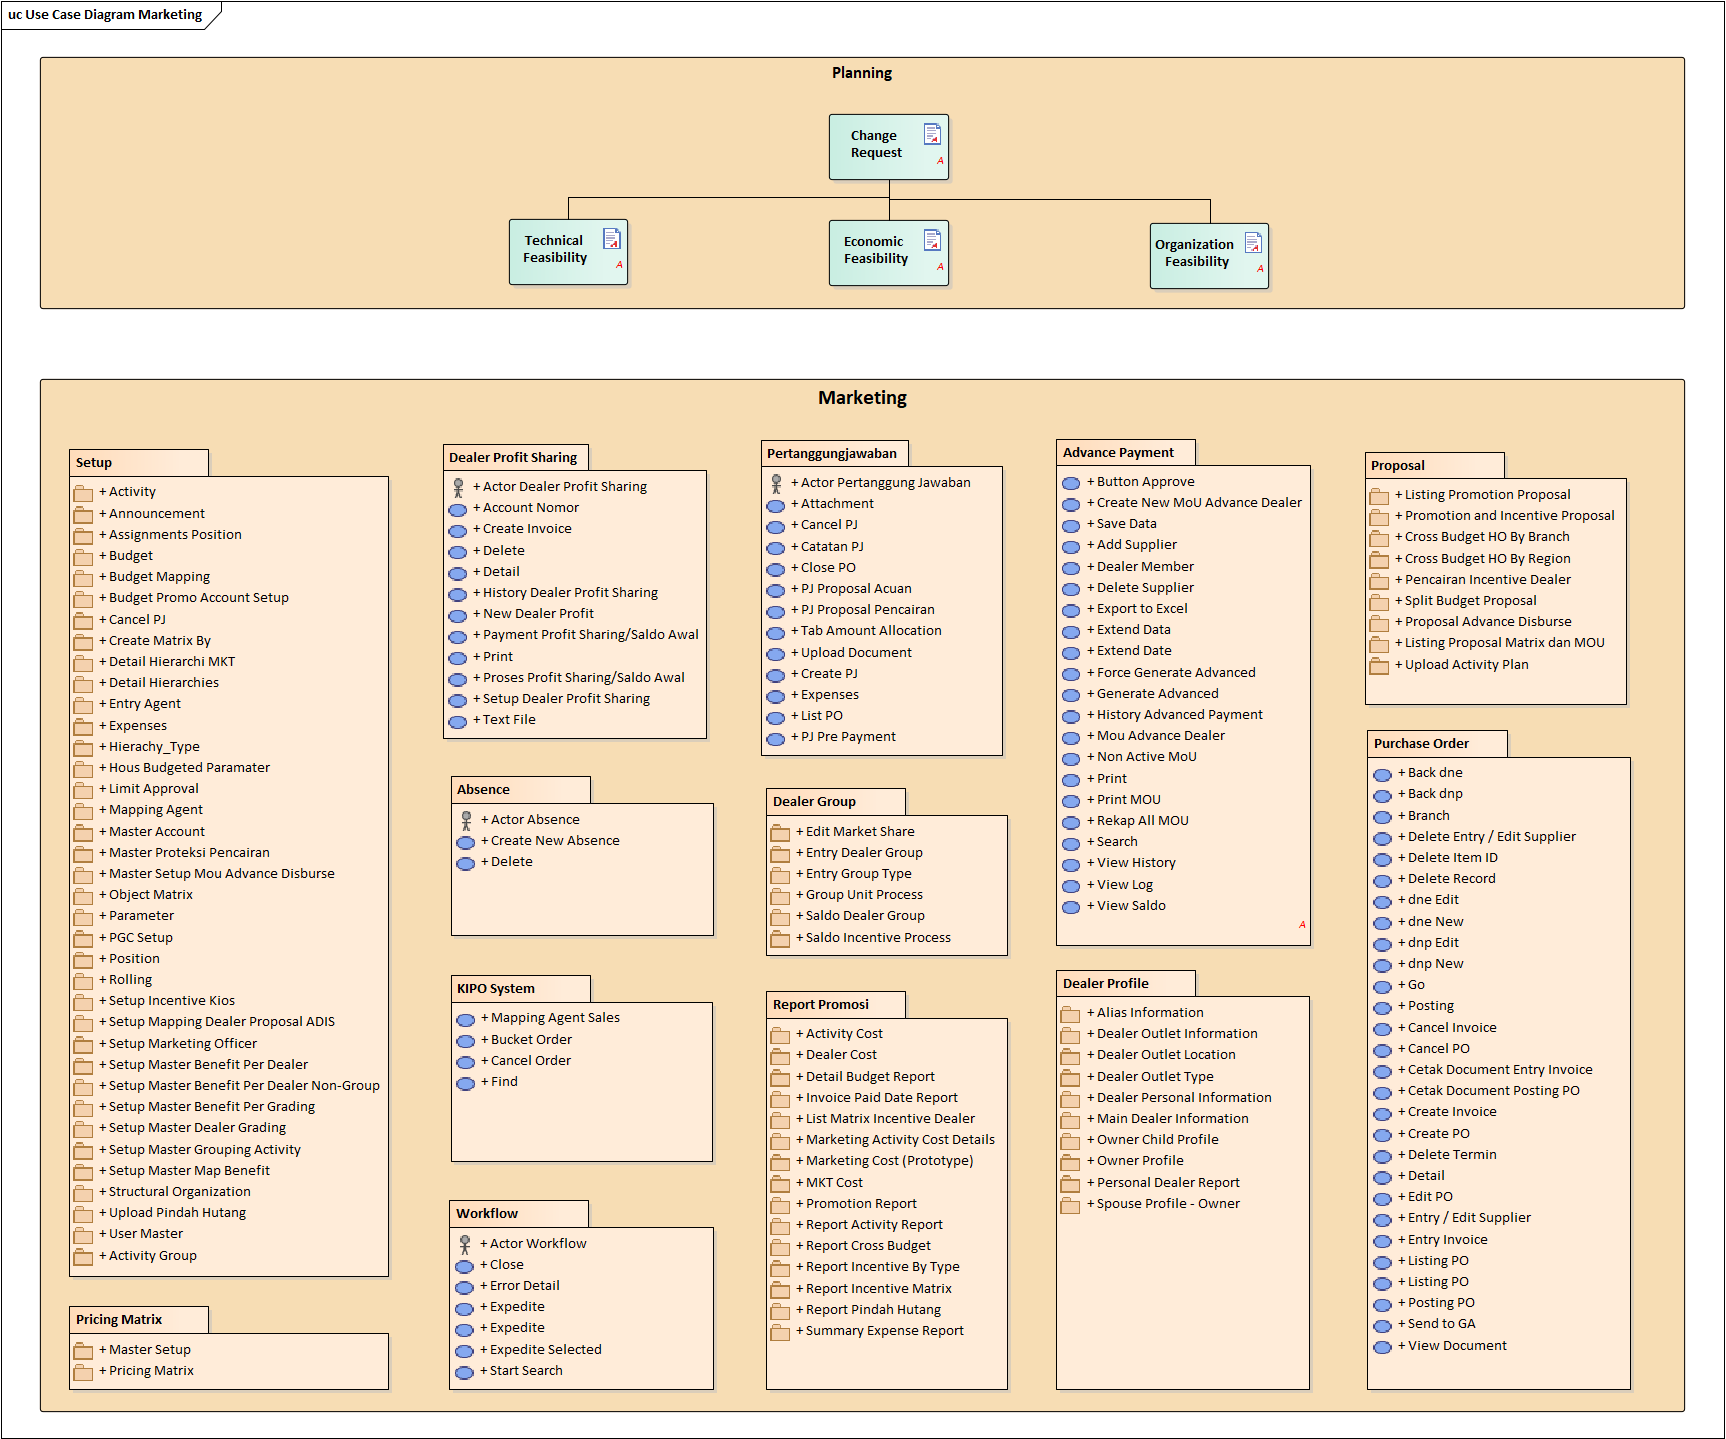 uc Use Case Diagram Marketing
Planning
Change
Request
A
Technical
Feasibility
A
Economic
Feasibility
A
Organization
Feasibility
A
Marketing
Setup
+ Activity
+ Announcement
+ Assignments Position
+ Budget
+ Budget Mapping
+ Budget Promo Account Setup
+ Cancel PJ
+ Create Matrix By
+ Detail Hierarchi MKT
+ Detail Hierarchies
+ Entry Agent
+ Expenses
+ Hierachy_Type
+ Hous Budgeted Paramater
+ Limit Approval
+ Mapping Agent
+ Master Account
+ Master Proteksi Pencairan
+ Master Setup Mou Advance Disburse
+ Object Matrix
+ Parameter
+ PGC Setup
+ Position
+ Rolling
+ Setup Incentive Kios
+ Setup Mapping Dealer Proposal ADIS
+ Setup Marketing Officer
+ Setup Master Benefit Per Dealer
+ Setup Master Benefit Per Dealer Non-Group
+ Setup Master Benefit Per Grading
+ Setup Master Dealer Grading
+ Setup Master Grouping Activity
+ Setup Master Map Benefit
+ Structural Organization
+ Upload Pindah Hutang
+ User Master
+ Activity Group
Pricing Matrix
+ Master Setup
+ Pricing Matrix
Dealer Profit Sharing
+ Actor Dealer Profit Sharing
+ Account Nomor
+ Create Invoice
+ Delete
+ Detail
+ History Dealer Profit Sharing
+ New Dealer Profit
+ Payment Profit Sharing/Saldo Awal
+ Print
+ Proses Profit Sharing/Saldo Awal
+ Setup Dealer Profit Sharing
+ Text File
Absence
+ Actor Absence
+ Create New Absence
+ Delete
KIPO System
+ Mapping Agent Sales
+ Bucket Order
+ Cancel Order
+ Find
Workflow
+ Actor Workflow
+ Close
+ Error Detail
+ Expedite
+ Expedite
+ Expedite Selected
+ Start Search
Pertanggungjawaban
+ Actor Pertanggung Jawaban
+ Attachment
+ Cancel PJ
+ Catatan PJ
+ Close PO
+ PJ Proposal Acuan
+ PJ Proposal Pencairan
+ Tab Amount Allocation
+ Upload Document
+ Create PJ
+ Expenses
+ List PO
+ PJ Pre Payment
Dealer Group
+ Edit Market Share
+ Entry Dealer Group
+ Entry Group Type
+ Group Unit Process
+ Saldo Dealer Group
+ Saldo Incentive Process
Report Promosi
+ Activity Cost
+ Dealer Cost
+ Detail Budget Report
+ Invoice Paid Date Report
+ List Matrix Incentive Dealer
+ Marketing Activity Cost Details
+ Marketing Cost (Prototype)
+ MKT Cost
+ Promotion Report
+ Report Activity Report
+ Report Cross Budget
+ Report Incentive By Type
+ Report Incentive Matrix
+ Report Pindah Hutang
+ Summary Expense Report
Advance Payment
+ Button Approve
+ Create New MoU Advance Dealer
+ Save Data
+ Add Supplier
+ Dealer Member
+ Delete Supplier
+ Export to Excel
+ Extend Data
+ Extend Date
+ Force Generate Advanced
+ Generate Advanced
+ History Advanced Payment
+ Mou Advance Dealer
+ Non Active MoU
+ Print
+ Print MOU
+ Rekap All MOU
+ Search
+ View History
+ View Log
+ View Saldo
A
Dealer Profile
+ Alias Information
+ Dealer Outlet Information
+ Dealer Outlet Location
+ Dealer Outlet Type
+ Dealer Personal Information
+ Main Dealer Information
+ Owner Child Profile
+ Owner Profile
+ Personal Dealer Report
+ Spouse Profile - Owner
Proposal
+ Listing Promotion Proposal
+ Promotion and Incentive Proposal
+ Cross Budget HO By Branch
+ Cross Budget HO By Region
+ Pencairan Incentive Dealer
+ Split Budget Proposal
+ Proposal Advance Disburse
+ Listing Proposal Matrix dan MOU
+ Upload Activity Plan
Purchase Order
+ Back dne
+ Back dnp
+ Branch
+ Delete Entry / Edit Supplier
+ Delete Item ID
+ Delete Record
+ dne Edit
+ dne New
+ dnp Edit
+ dnp New
+ Go
+ Posting
+ Cancel Invoice
+ Cancel PO
+ Cetak Document Entry Invoice
+ Cetak Document Posting PO
+ Create Invoice
+ Create PO
+ Delete Termin
+ Detail
+ Edit PO
+ Entry / Edit Supplier
+ Entry Invoice
+ Listing PO
+ Listing PO
+ Posting PO
+ Send to GA
+ View Document